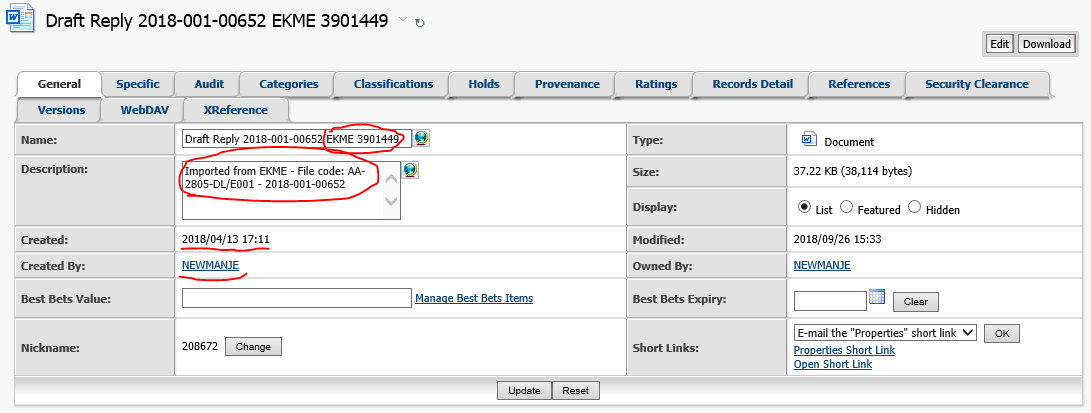 Draft Reply 2018-001-00652 EKME 3901449
Edit Download
General Specific Audit Categories Classifications Holds Provenance Ratings Records Detail References Security Clearance
Versions WebDAV XReference
Name: Draft Reply 2018-001-00652 EKME 3901449 Type: Document
Description: Imported from EKME - File code: AA-
2805-DL/E001 - 2018-001-00652
Size: 37.22 KB (38,114 bytes)
Display: List Featured Hidden
Created: 2018/04/13 17:11 Modified: 2018/09/26 15:33
Created By: NEWMANJE Owned By: NEWMANJE
Best Bets Value: Manage Best Bets Items Best Bets Expiry: Clear
Nickname: 208672 Change Short Links: E-mail the "Properties" short link OK
Properties Short Link
Open Short Link
Update Reset